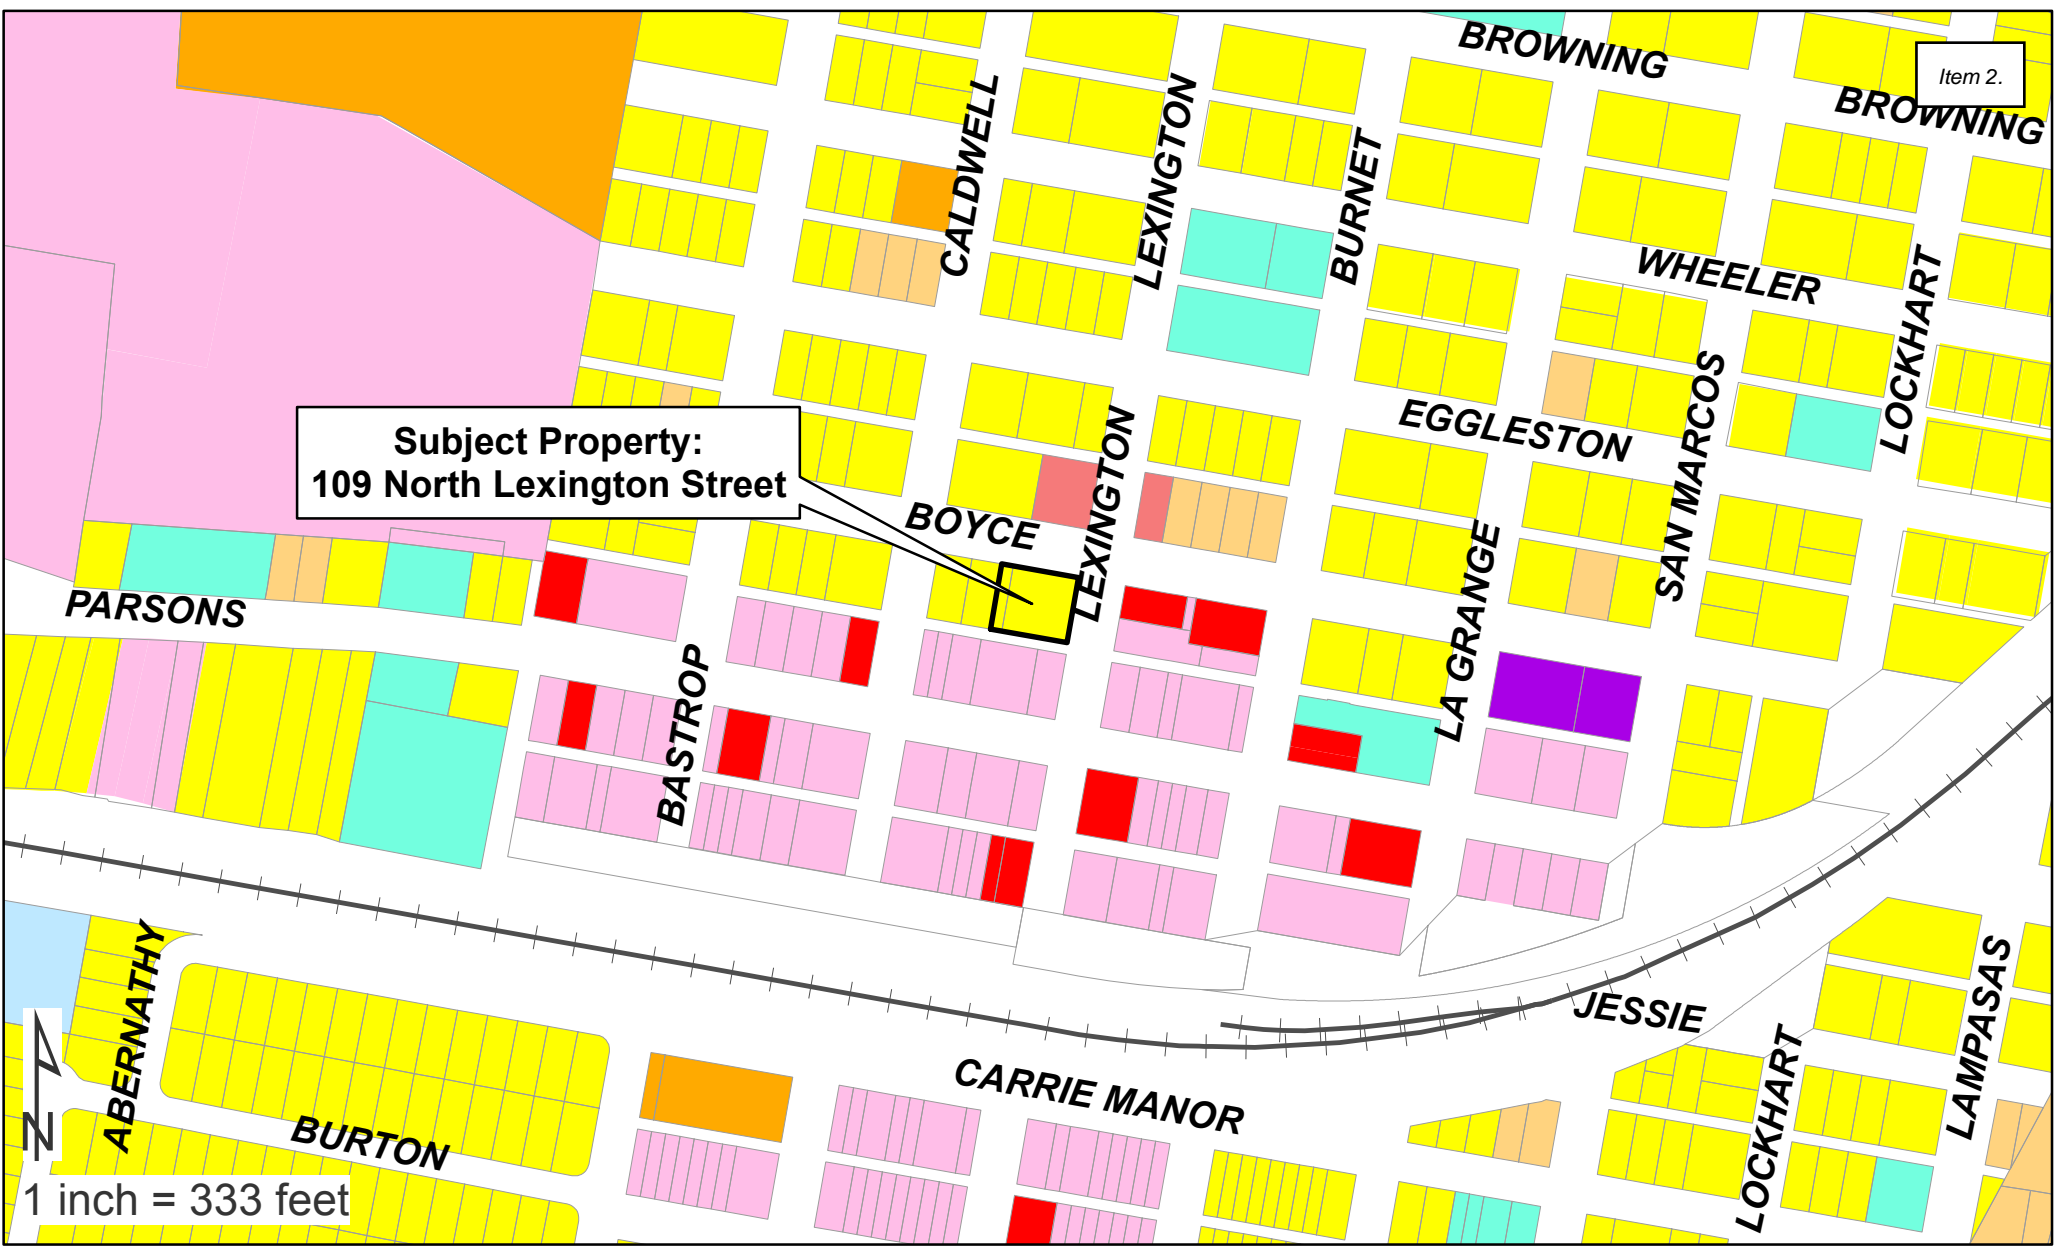 BROWNING
Item 2.
BROWNING
CALDWELL
LEXINGTON
BURNET
WHEELER
LOCKHART
EGGLESTON
SAN MARCOS
Subject Property:
109 North Lexington Street
LEXINGTON
BOYCE
LA GRANGE
PARSONS
BASTROP
ABERNATHY
JESSIE
LAMPASAS
LOCKHART
CARRIE MANOR
BURTON
N
1 inch = 333 feet